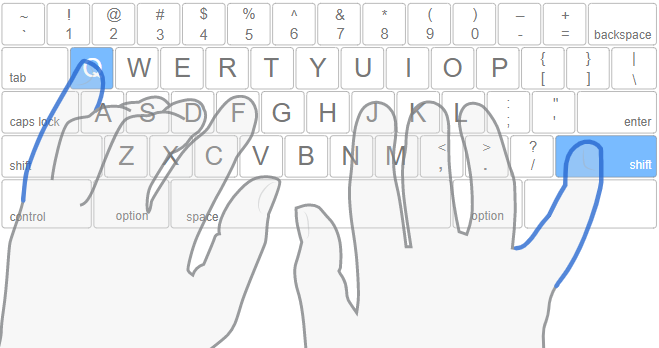 ~ ! @ # $ % ^ & * ( ) – +
` 1 2 3 4 5 6 7 8 9 0 - = backspace
tab Q W E R T Y U I O P { [ } ] | \
caps lock A S D F G H J K L : ; " ' enter
shift Z X C V B N M < , > . ? / shift
control option space option